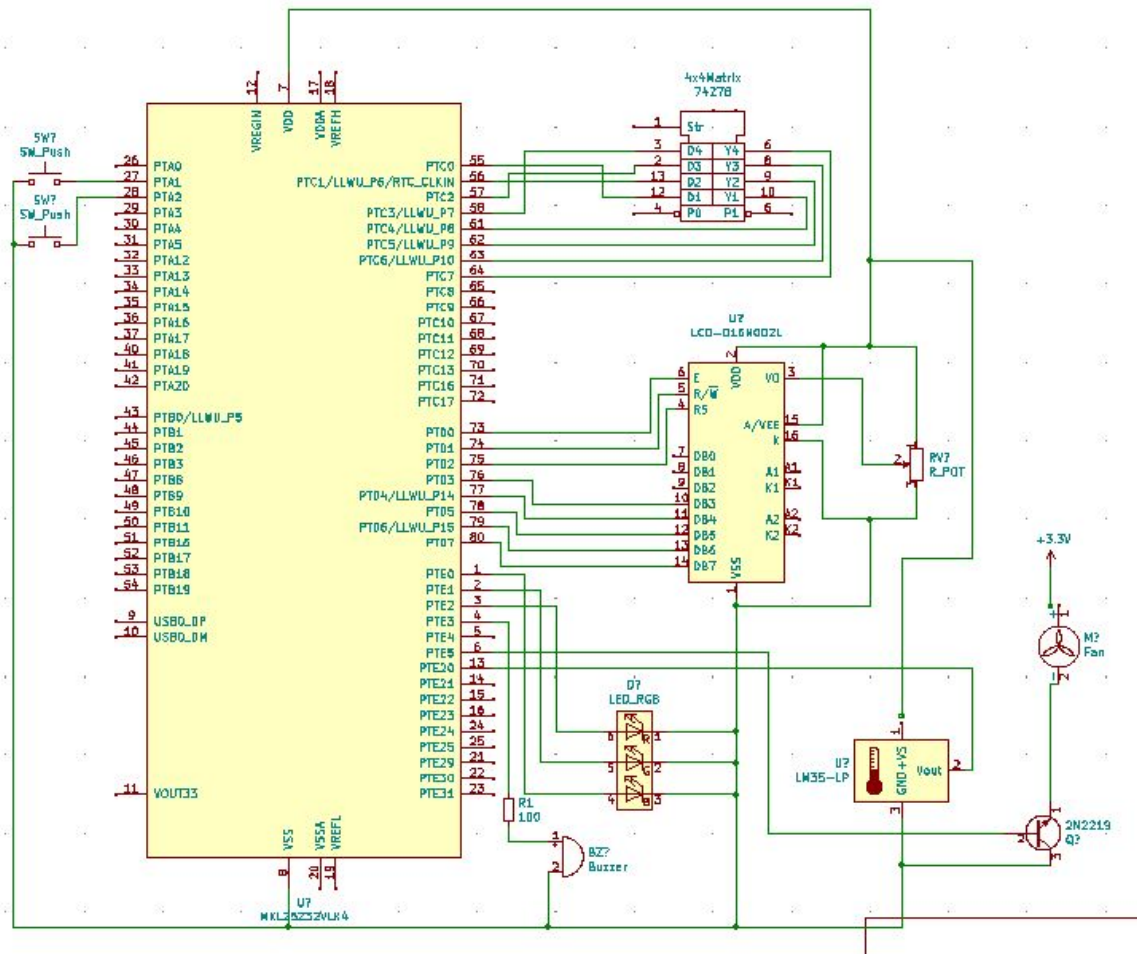 12
VREGIN
7
VDD
17
VDDA
18
VREFH
4x4Matrix
74278
1
Str
3
D4
Y4
6
2
D3
Y3
8
13
D2
Y2
9
12
D1
Y1
10
4
P0
P1
6
SW?
SW_Push
SW?
SW_Push
26
PTA0
27
PTA1
28
PTA2
29
PTA3
30
PTA4
31
PTA5
32
PTA12
33
PTA13
34
PTA14
35
PTA15
36
PTA16
37
PTA17
40
PTA18
41
PTA19
42
PTA20
43
PTB0/LLWU_P5
44
PTB1
45
PTB2
46
PTB3
47
PTB8
48
PTB9
49
PTB10
50
PTB11
51
PTB16
52
PTB17
53
PTB18
54
PTB19
9
USB0_DP
10
USB0_DM
11
VOUT33
PTC0
55
PTC1/LLWU_P6/RTC_CLKIN
56
PTC2
57
PTC3/LLWU_P7
58
PTC4/LLWU_P8
61
PTC5/LLWU_P9
62
PTC6/LLWU_P10
63
PTC7
64
PTC8
65
PTC9
66
PTC10
67
PTC11
68
PTC12
69
PTC13
70
PTC16
71
PTC17
72
PTD0
73
PTD1
74
PTD2
75
PTD3
76
PTD4/LLWU_P14
77
PTD5
78
PTD6/LLWU_P15
79
PTD7
80
PTE0
1
PTE1
2
PTE2
3
PTE3
4
PTE4
5
PTE5
6
PTE20
13
PTE21
14
PTE22
15
PTE23
16
PTE24
24
PTE25
25
PTE29
21
PTE30
22
PTE31
23
VSS
8
VSSA
20
VREFL
19
U?
MKL25Z32VLK4
U?
LCD-016N002L
2
VDD
6
E
5
R/W
4
RS
7
DB0
8
DB1
9
DB2
10
DB3
11
DB4
12
DB5
13
DB6
14
DB7
VO
3
A/VEE
15
K
16
A1
A1
K1
K1
A2
A2
K2
K2
VSS
1
RV?
R_POT
1
2
3
+3.3V
+
1
M?
Fan
-
2
D?
LED_RGB
6
R
1
5
G
2
4
B
3
R1
100
1
+
2
BZ?
Buzzer
U?
LM35-LP
1
+VS
GND
Vout
2
3
2N2219
Q?
1
2
3